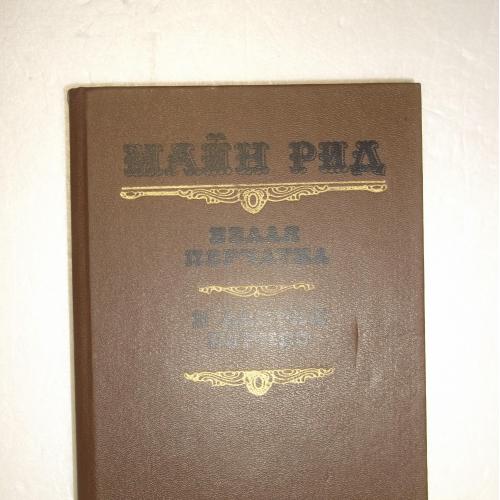 МАЙН РИД
БЕЛАЯ
ПЕРЧАТКА
В ДЕБРЯХ
БОРНЕО